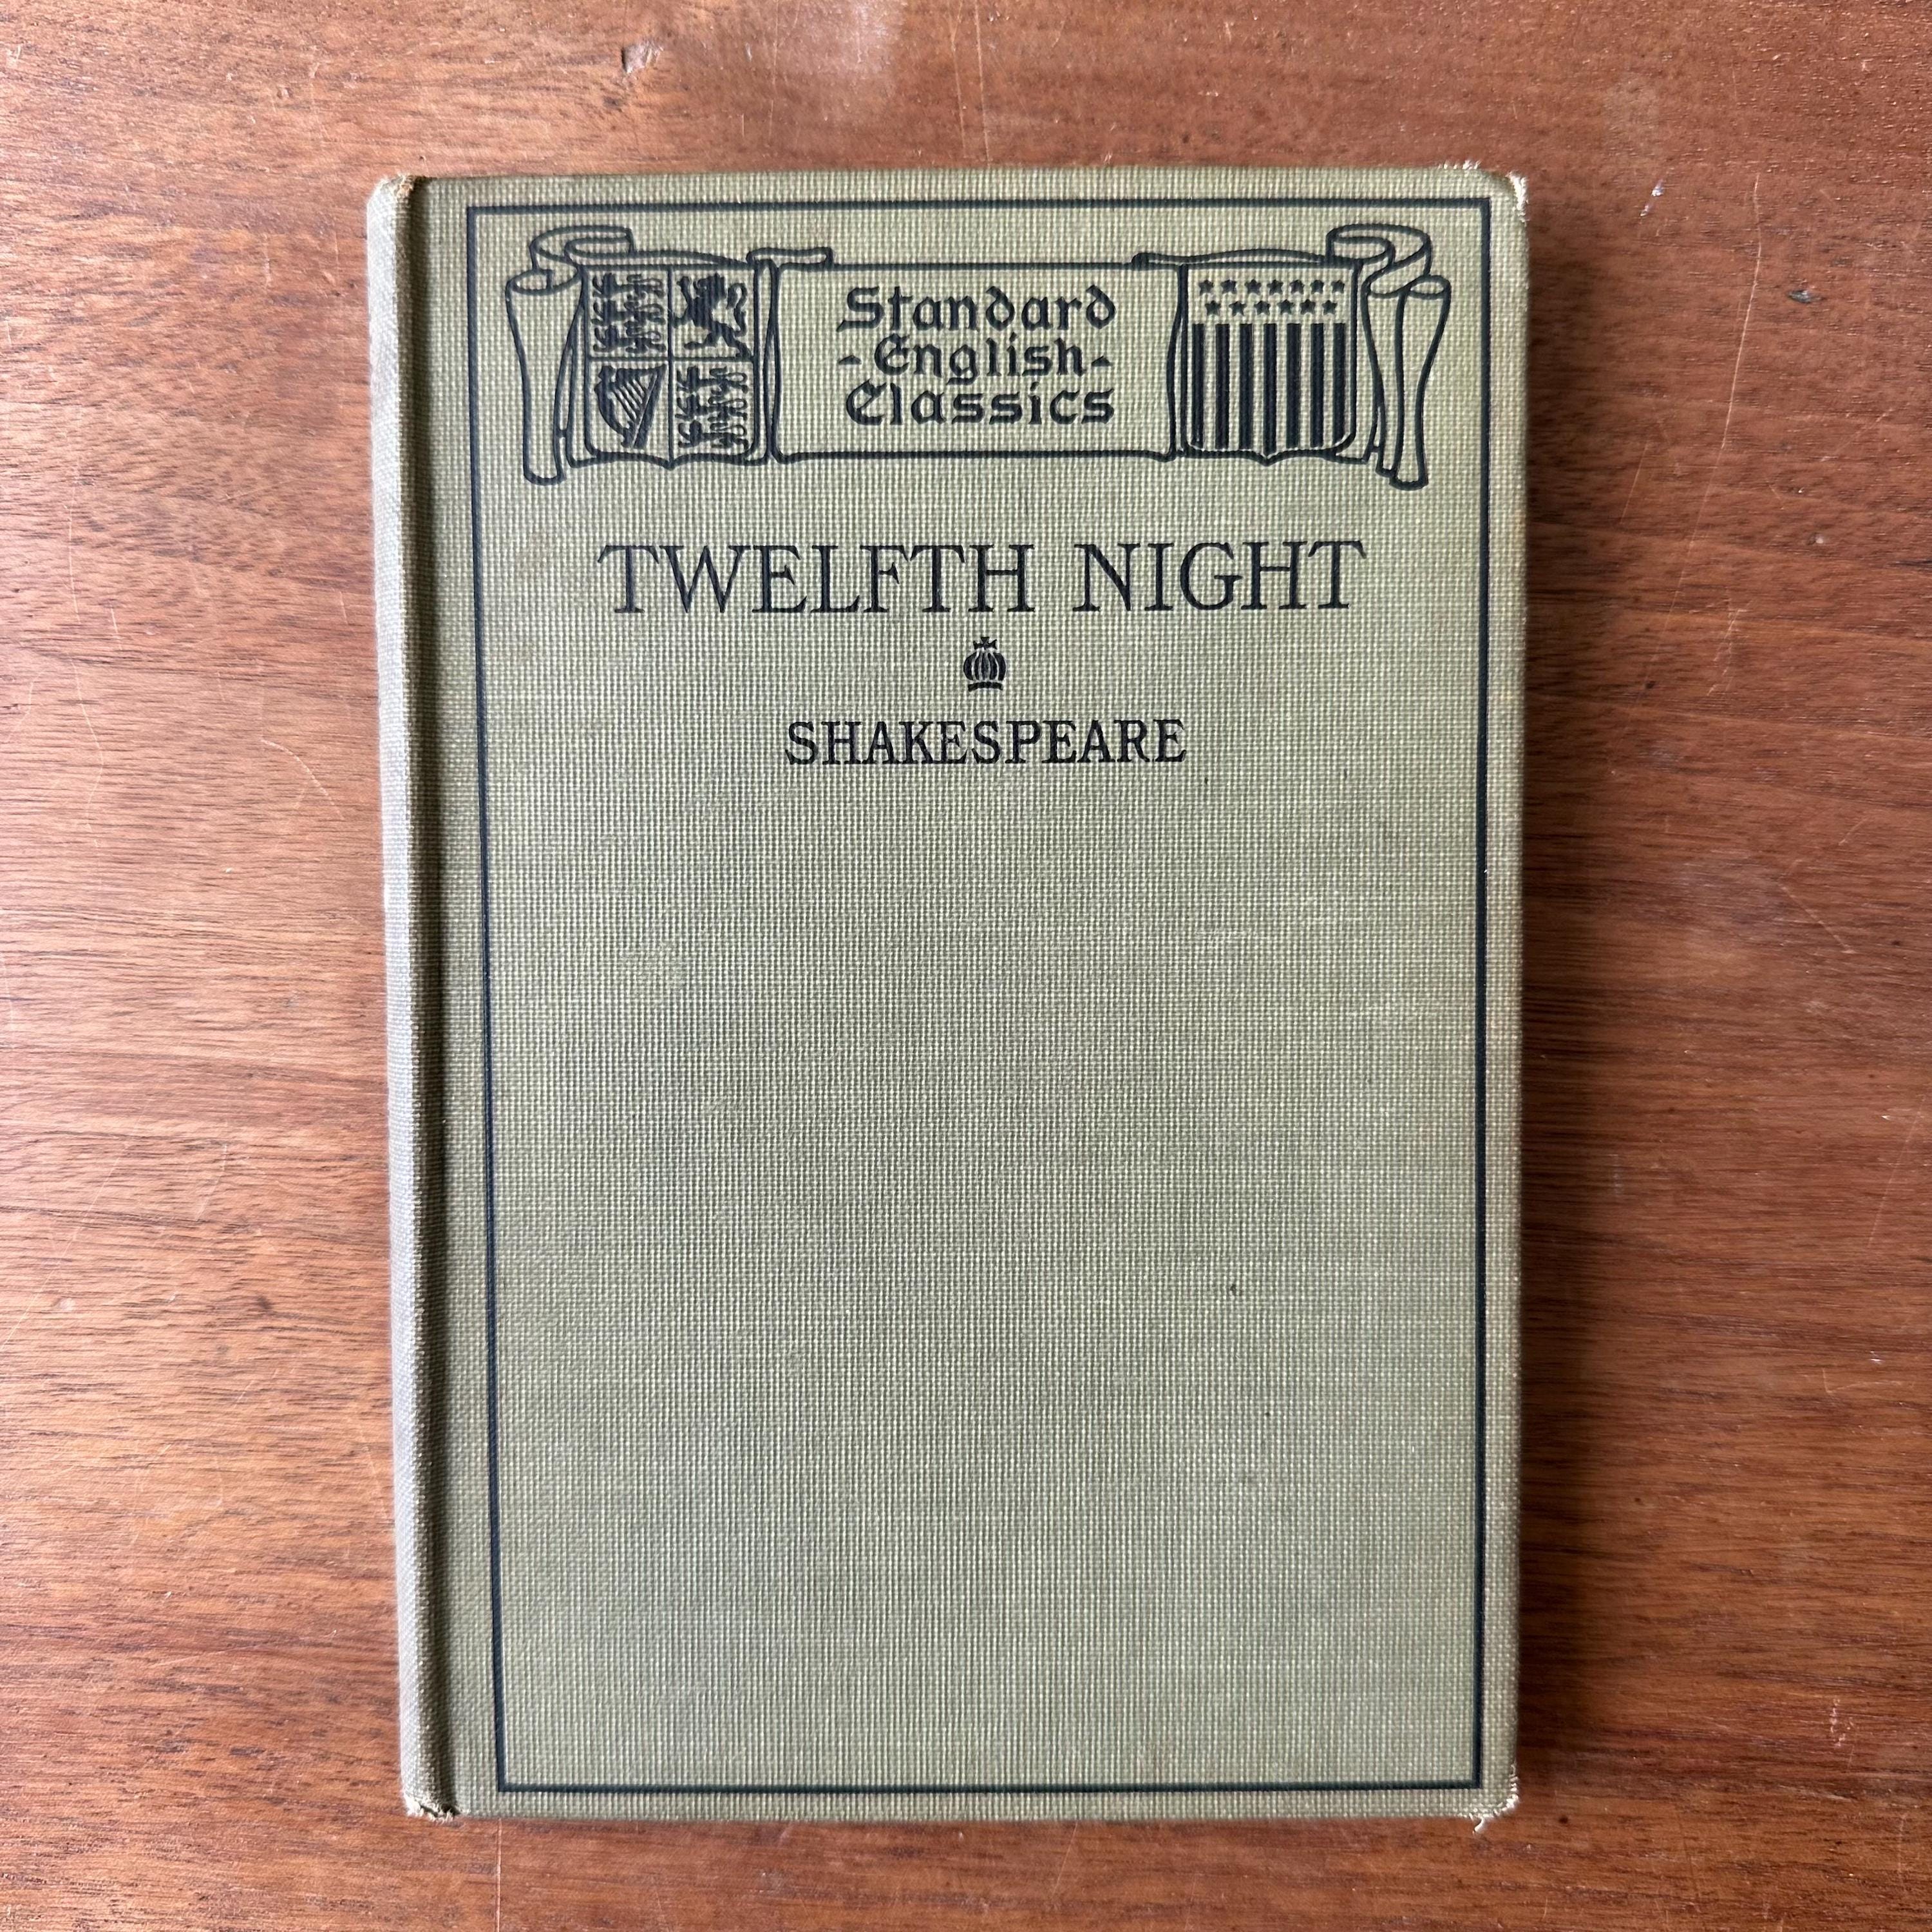 Standard
-English-
Classics
TWELFTH NIGHT
SHAKESPEARE